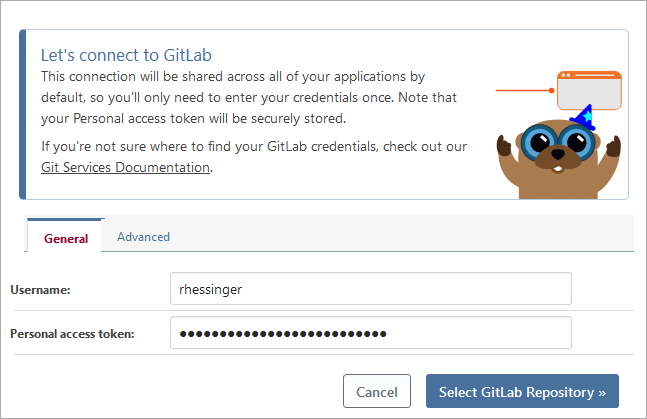 Let's connect to GitLab
This connection will be shared across all of your applications by
default, so you'll only need to enter your credentials once. Note that
your Personal access token will be securely stored.
If you're not sure where to find your GitLab credentials, check out our
Git Services Documentation.
General
Advanced
Username:
rhessinger
Personal access token:
●●●●●●●●●●●●●●●●●●●●●●●●●●
Cancel
Select GitLab Repository »